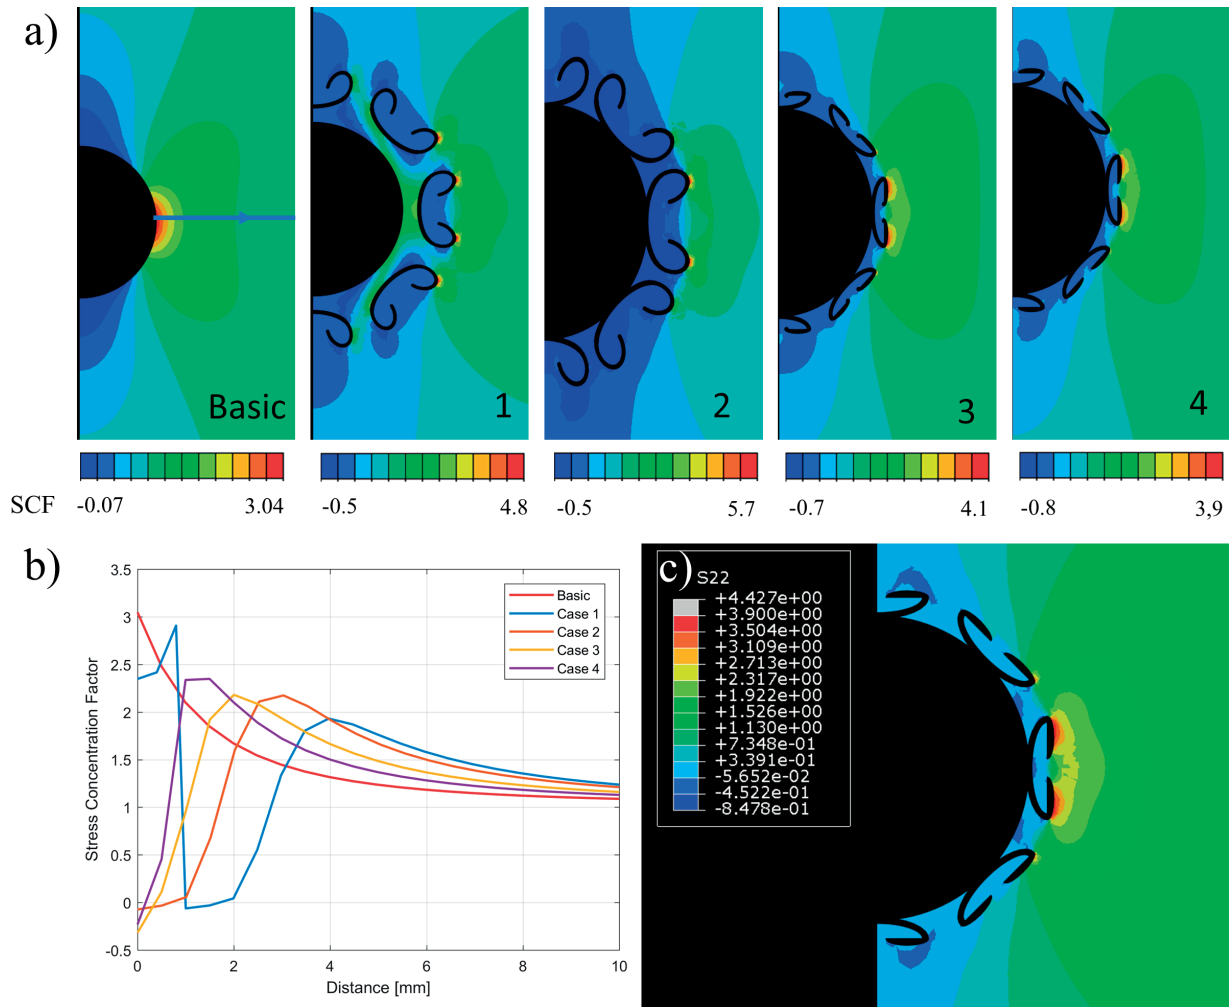 a)
Basic
1
2
3
4
SCF
-0.07 3.04
-0.5 4.8
-0.5 5.7
-0.7 4.1
-0.8 3,9
b)
3.5
3
2.5
2
1.5
1
0.5
0
-0.5
Stress Concentration Factor
0 2 4 6 8 10
Distance [mm]
Basic
Case 1
Case 2
Case 3
Case 4
c)
S22
+4.427e+00
+3.900e+00
+3.504e+00
+3.109e+00
+2.713e+00
+2.317e+00
+1.922e+00
+1.526e+00
+1.130e+00
+7.348e-01
+3.391e-01
-5.652e-02
-4.522e-01
-8.478e-01